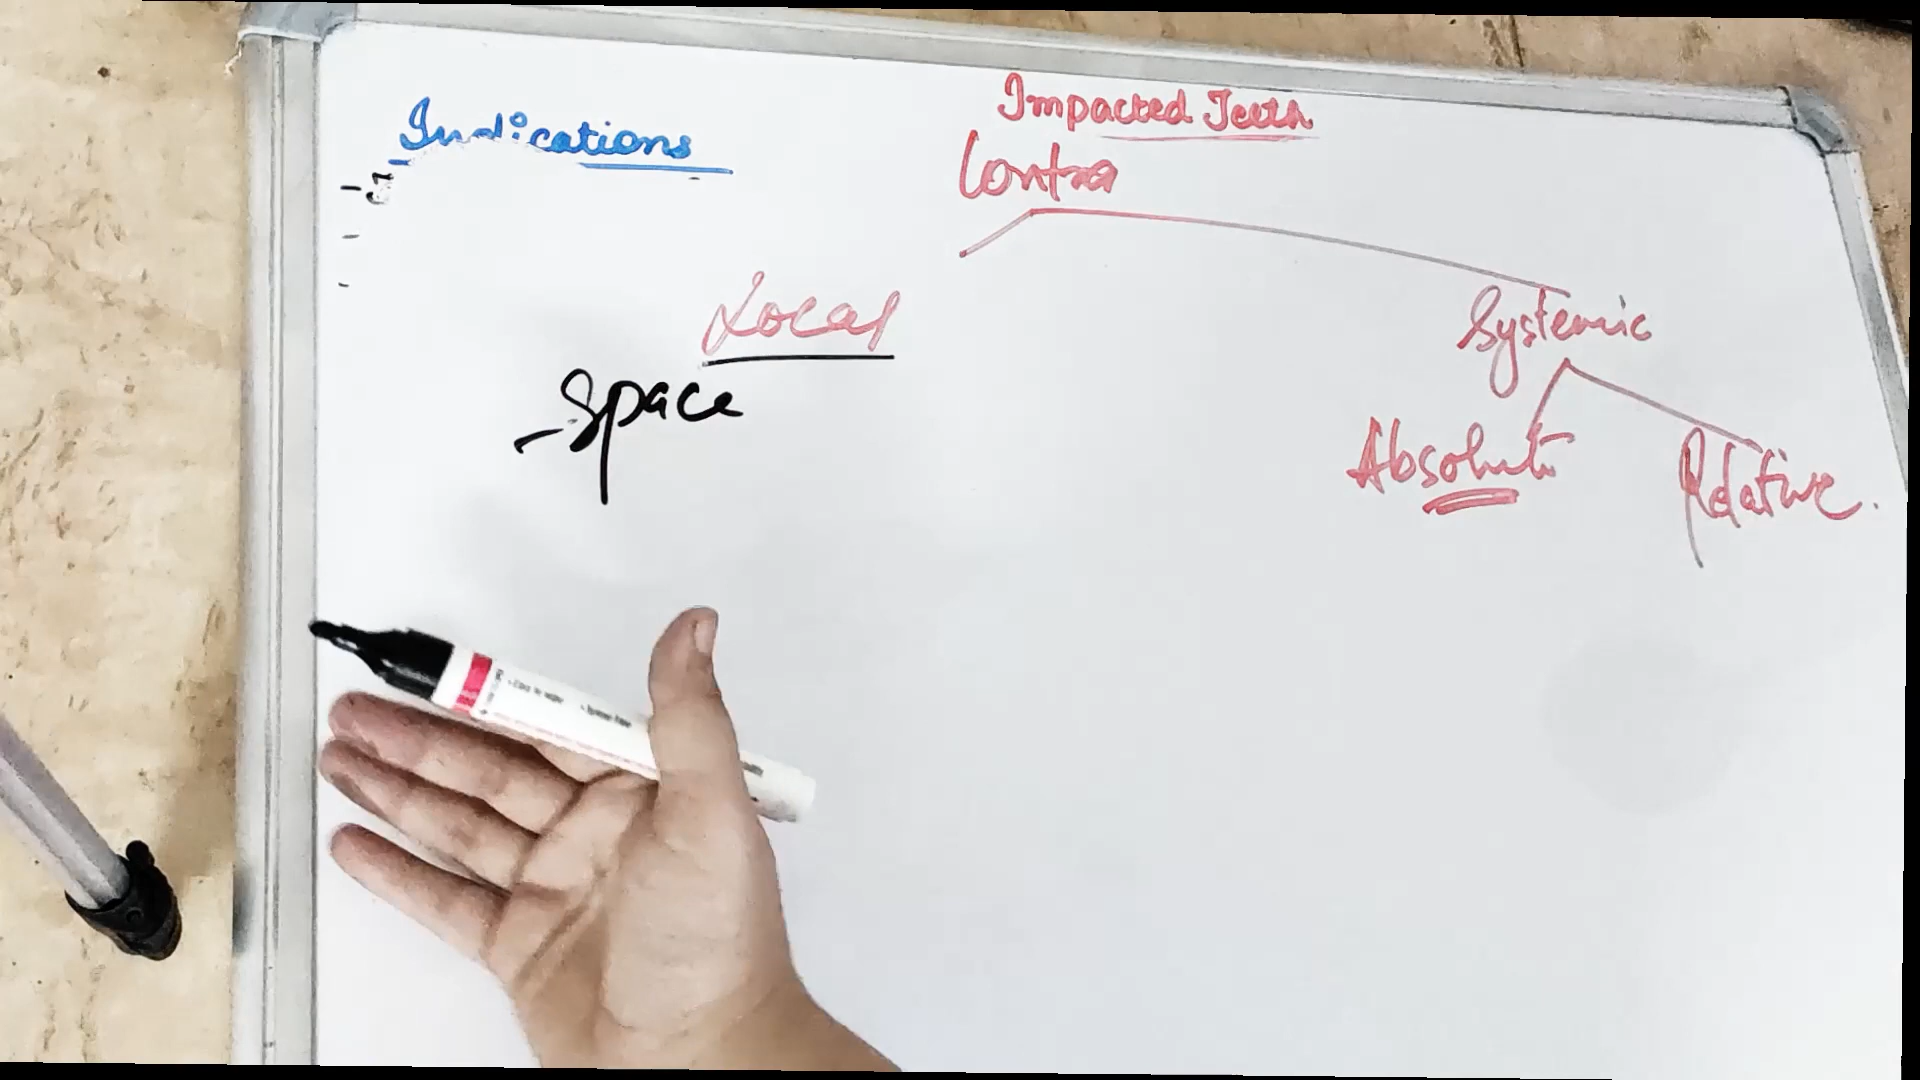 Impacted Teeth
Indications
Contra
-
-
-
Local
Systemic
- Space
Absolute
Relative.